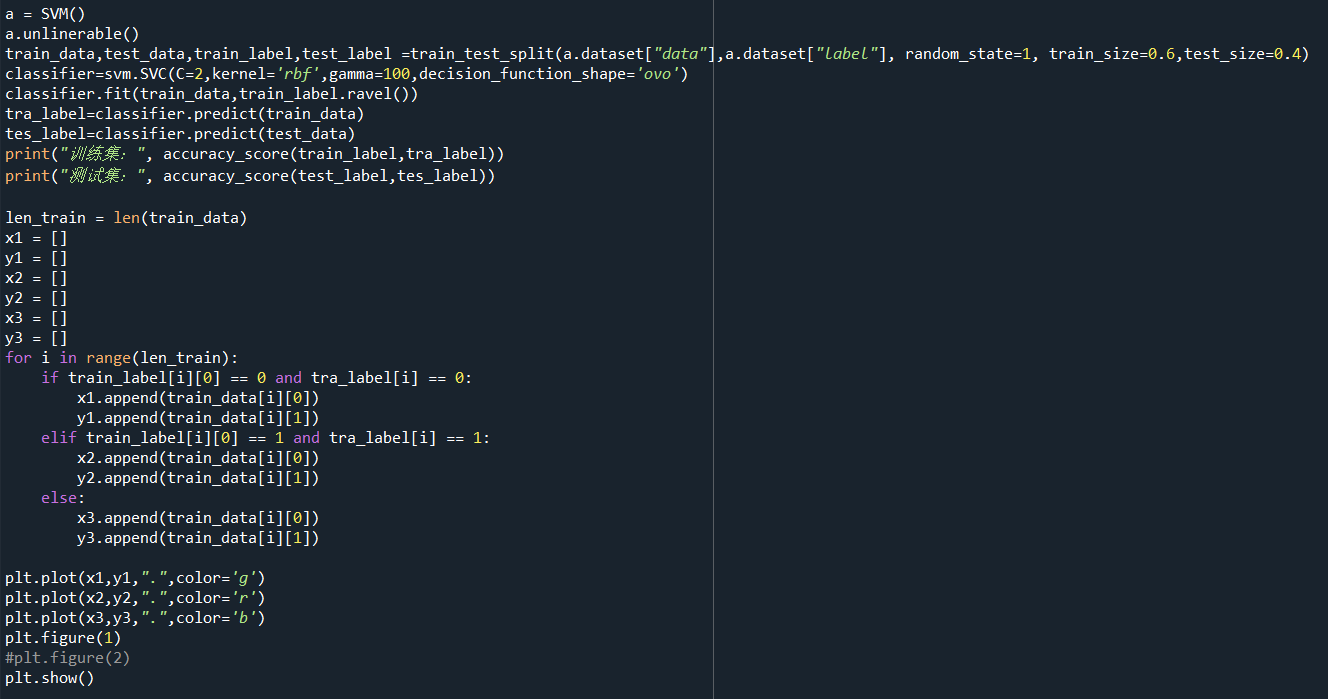 a = SVM()
a.unlinerable()
train_data,test_data,train_label,test_label =train_test_split(a.dataset["data"],a.dataset["label"], random_state=1, train_size=0.6,test_size=0.4)
classifier=svm.SVC(C=2,kernel='rbf',gamma=100,decision_function_shape='ovo')
classifier.fit(train_data,train_label.ravel())
tra_label=classifier.predict(train_data)
tes_label=classifier.predict(test_data)
print("训练集：", accuracy_score(train_label,tra_label))
print("测试集：", accuracy_score(test_label,tes_label))

len_train = len(train_data)
x1 = []
y1 = []
x2 = []
y2 = []
x3 = []
y3 = []
for i in range(len_train):
    if train_label[i][0] == 0 and tra_label[i] == 0:
        x1.append(train_data[i][0])
        y1.append(train_data[i][1])
    elif train_label[i][0] == 1 and tra_label[i] == 1:
        x2.append(train_data[i][0])
        y2.append(train_data[i][1])
    else:
        x3.append(train_data[i][0])
        y3.append(train_data[i][1])

plt.plot(x1,y1,".",color='g')
plt.plot(x2,y2,".",color='r')
plt.plot(x3,y3,".",color='b')
plt.figure(1)
#plt.figure(2)
plt.show()